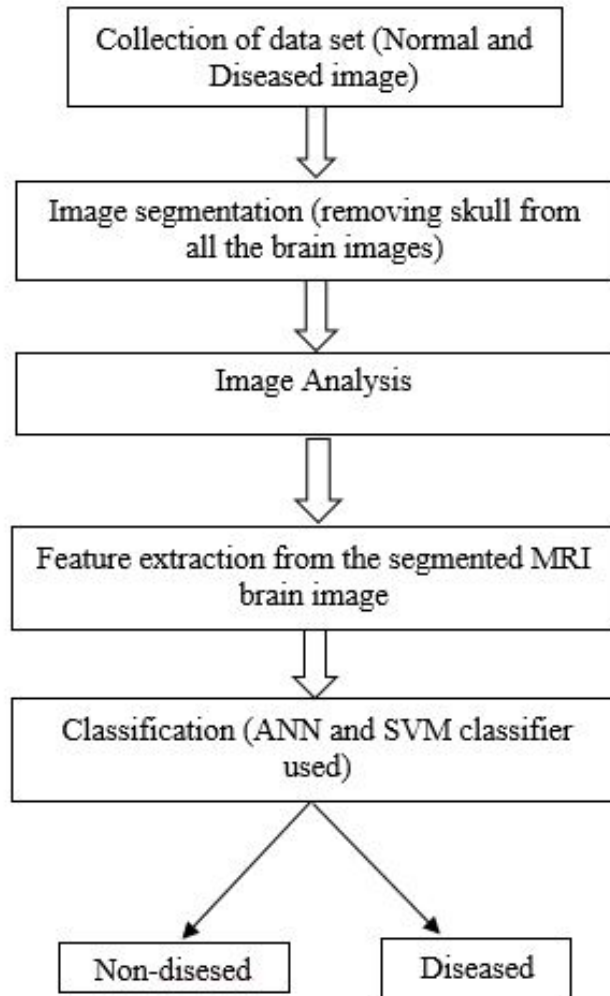 Collection of data set (Normal and
Diseased image)
Image segmentation (removing skull from
all the brain images)
Image Analysis
Feature extraction from the segmented MRI
brain image
Classification (ANN and SVM classifier
used)
Non-disesed
Diseased